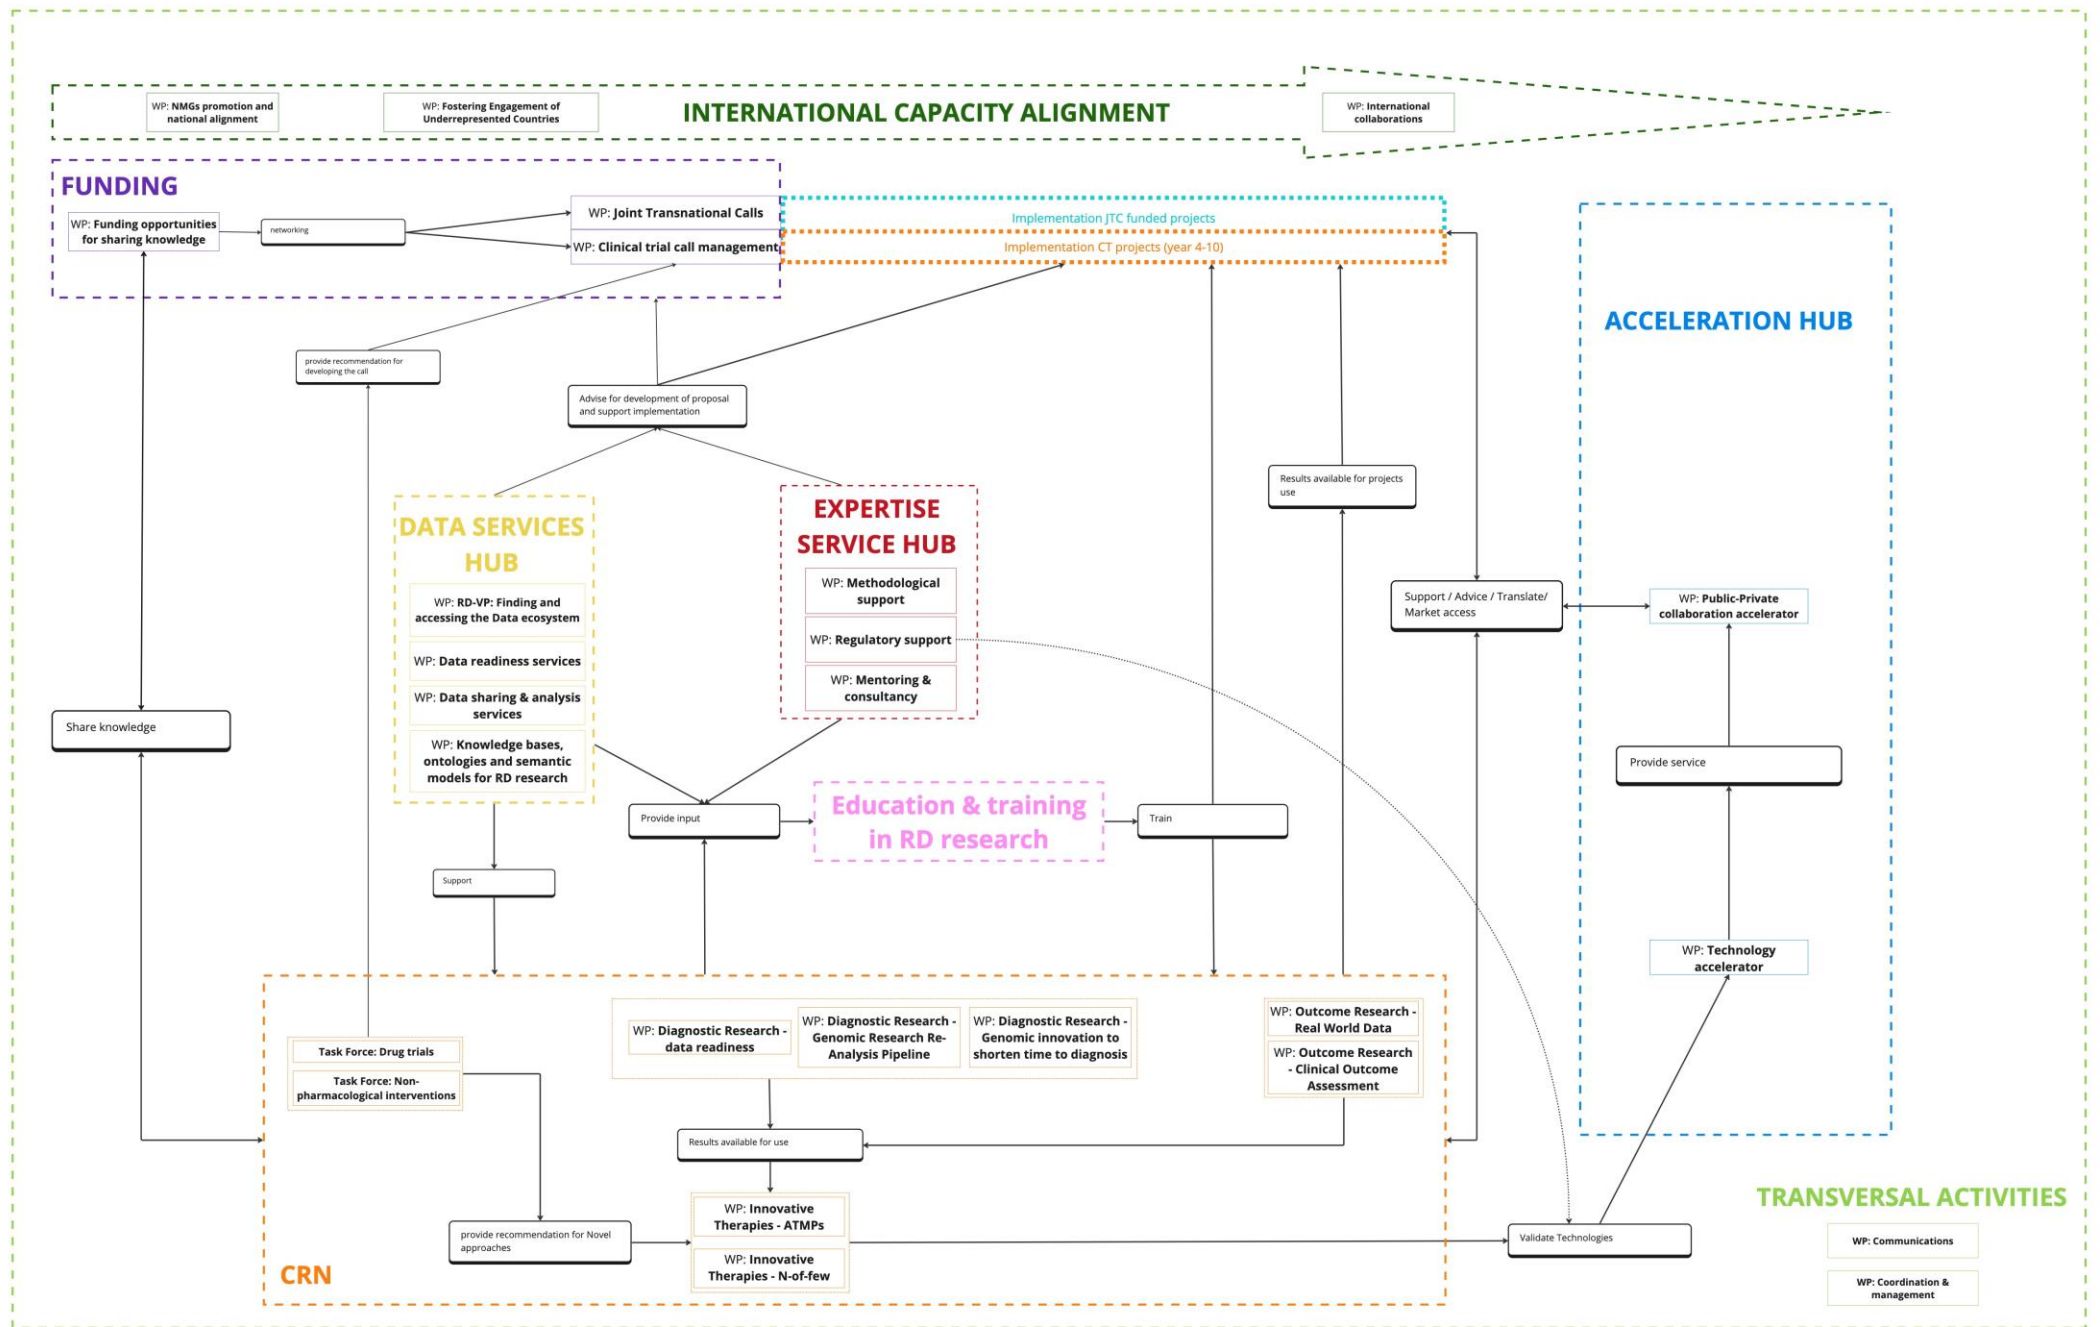 WP: NMGs promotion and
national alignment
WP: Fostering Engagement of
Underrepresented Countries
INTERNATIONAL CAPACITY ALIGNMENT
WP: International
collaborations
FUNDING
WP: Funding opportunities
for sharing knowledge
networking
WP: Joint Transnational Calls
WP: Clinical trial call management
Implementation JTC funded projects
Implementation CT projects (year 4-10)
ACCELERATION HUB
provide recommendation for
developing the call
Advise for development of proposal
and support implementation
Results available for projects
use
DATA SERVICES
HUB
WP: RD-VP: Finding and
accessing the Data ecosystem
WP: Data readiness services
WP: Data sharing & analysis
services
WP: Knowledge bases,
ontologies and semantic
models for RD research
EXPERTISE
SERVICE HUB
WP: Methodological
support
WP: Regulatory support
WP: Mentoring &
consultancy
Support / Advice / Translate/
Market access
WP: Public-Private
collaboration accelerator
Share knowledge
Provide service
Provide input
Education & training
in RD research
Train
Support
WP: Technology
accelerator
Task Force: Drug trials
Task Force: Non-
pharmacological interventions
WP: Diagnostic Research -
data readiness
WP: Diagnostic Research -
Genomic Research Re-
Analysis Pipeline
WP: Diagnostic Research -
Genomic innovation to
shorten time to diagnosis
WP: Outcome Research -
Real World Data
WP: Outcome Research
- Clinical Outcome
Assessment
Results available for use
WP: Innovative
Therapies - ATMPs
WP: Innovative
Therapies - N-of-few
provide recommendation for Novel
approaches
CRN
Validate Technologies
TRANSVERSAL ACTIVITIES
WP: Communications
WP: Coordination &
management